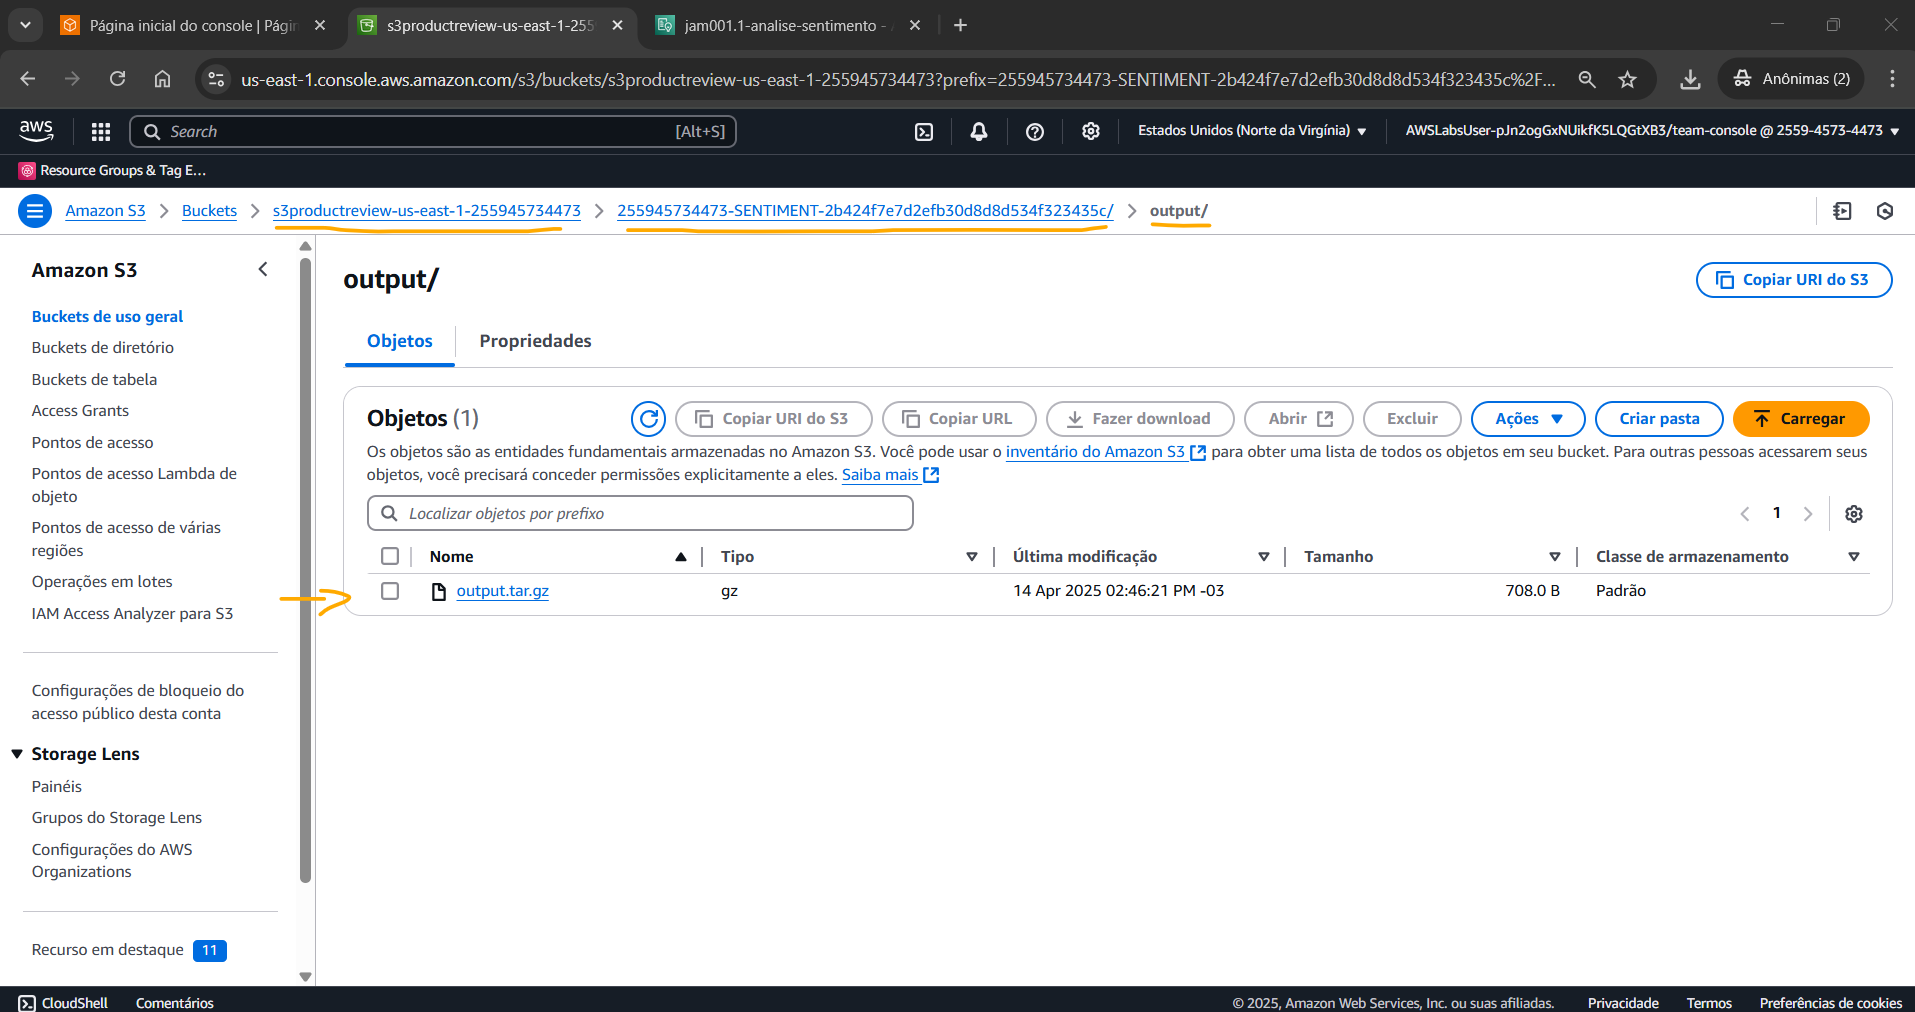 Página inicial do console | Págin
s3productreview-us-east-1-2559
jam001.1-analise-sentimento -
us-east-1.console.aws.amazon.com/s3/buckets/s3productreview-us-east-1-255945734473?prefix=255945734473-SENTIMENT-2b424f7e7d2efb30d8d8d534f323435c%2F...
Anônimas (2)
aws
Search
[Alt+S]
Estados Unidos (Norte da Virgínia)
AWSLabsUser-pJn2ogGxNUikfK5LQGtXB3/team-console @ 2559-4573-4473
Resource Groups & Tag E...
Amazon S3
Buckets
s3productreview-us-east-1-255945734473
255945734473-SENTIMENT-2b424f7e7d2efb30d8d8d534f323435c/
output/
Amazon S3
Buckets de uso geral
Buckets de diretório
Buckets de tabela
Access Grants
Pontos de acesso
Pontos de acesso Lambda de
objeto
Pontos de acesso de várias
regiões
Operações em lotes
IAM Access Analyzer para S3
Configurações de bloqueio do
acesso público desta conta
Storage Lens
Painéis
Grupos do Storage Lens
Configurações do AWS
Organizations
Recurso em destaque 11
output/
Copiar URI do S3
Objetos
Propriedades
Objetos (1)
Copiar URI do S3
Copiar URL
Fazer download
Abrir
Excluir
Ações
Criar pasta
Carregar
Os objetos são as entidades fundamentais armazenadas no Amazon S3. Você pode usar o inventário do Amazon S3 para obter uma lista de todos os objetos em seu bucket. Para outras pessoas acessarem seus
objetos, você precisará conceder permissões explicitamente a eles. Saiba mais
Localizar objetos por prefixo
1
Nome
Tipo
Última modificação
Tamanho
Classe de armazenamento
output.tar.gz
gz
14 Apr 2025 02:46:21 PM -03
708.0 B
Padrão
CloudShell
Comentários
© 2025, Amazon Web Services, Inc. ou suas afiliadas.
Privacidade
Termos
Preferências de cookies